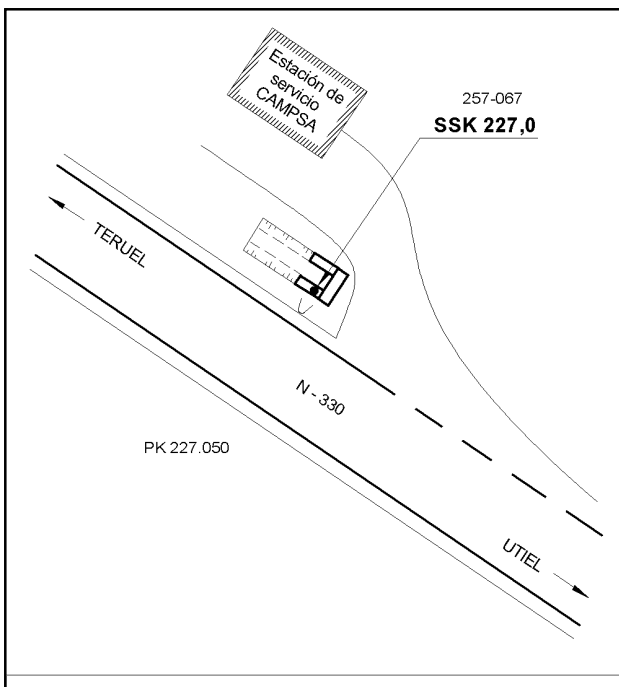 Estación de
servicio
CAMPSA
257-067
SSK 227,0
TERUEL
N - 330
PK 227.050
UTIEL